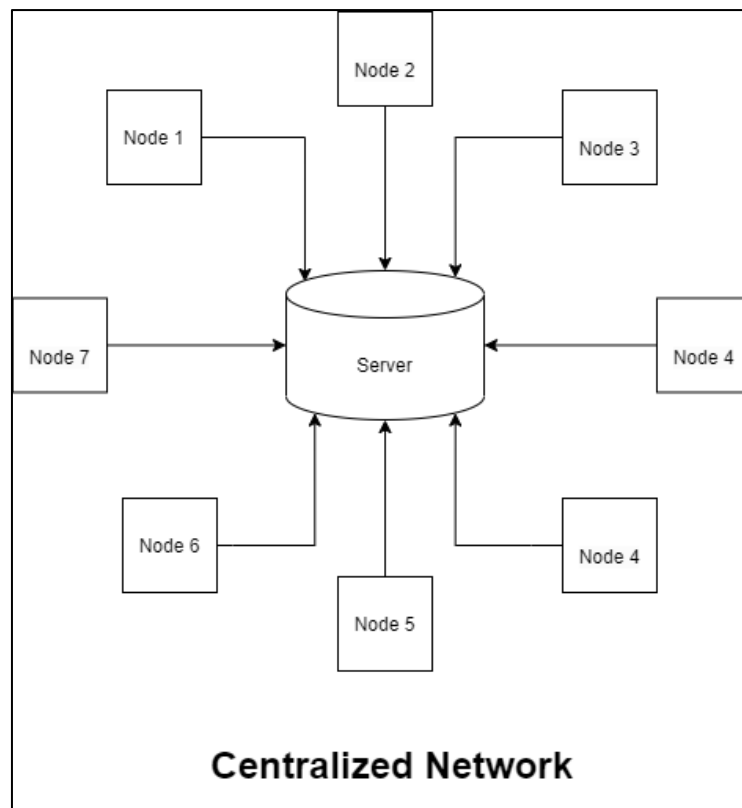 Node 2
Node 1
Node 3
Node 7
Server
Node 4
Node 6
Node 4
Node 5
Centralized Network